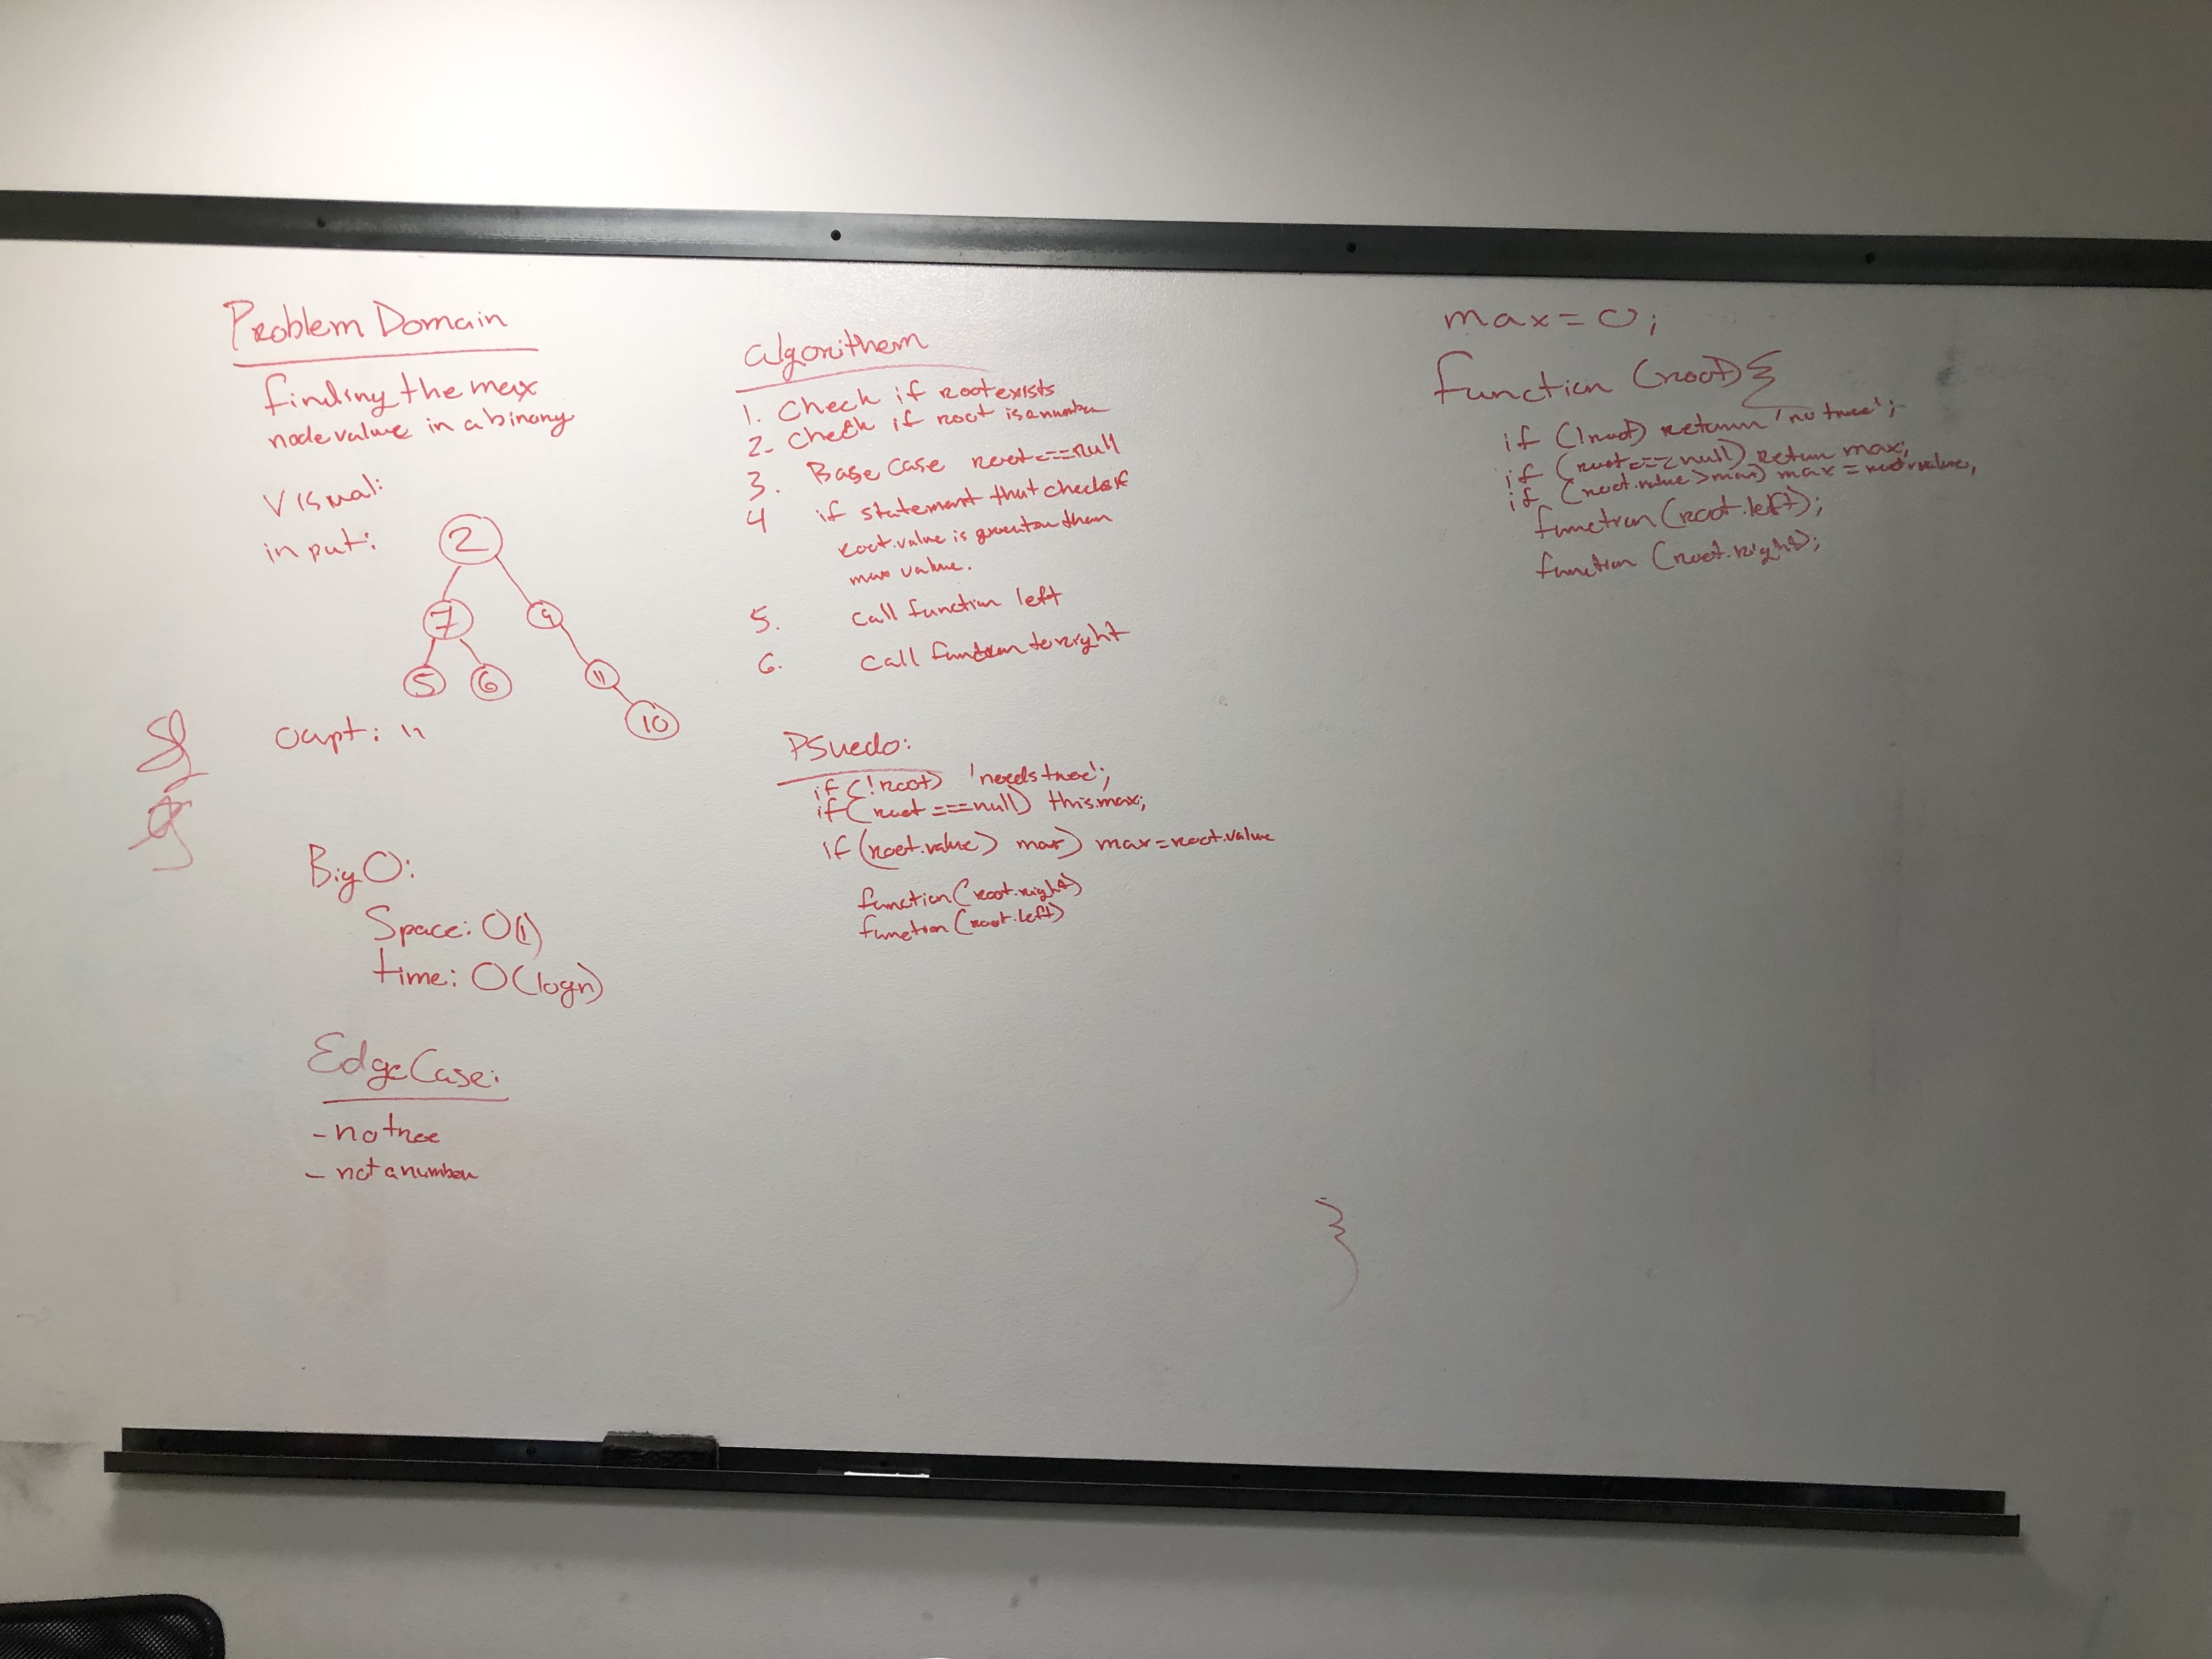 Problem Domain
finding the max
node value in a binary
Visual:
input:
2
7
9
5
6
11
10
Oupt: 11
Big O:
Space: O(1)
time: O(logn)
Edge Case:
- no tree
- not a number
algorithem
1. Check if root exists
2- Check if root is a number
3. Base Case root===null
4 if statement that checks if
root.value is greater than
max value.
5. call function left
6. call function to right
PSuedo:
if(!root) 'needs tree';
if(root===null) this.max;
if(root.value> max) max=root.value
function(root.right)
function(root.left)
max=0;
function (root){
if (!root) return 'no tree';
if (root===null) return max;
if (root.value>max) max=root.value;
function(root.left);
function (root.right);
}